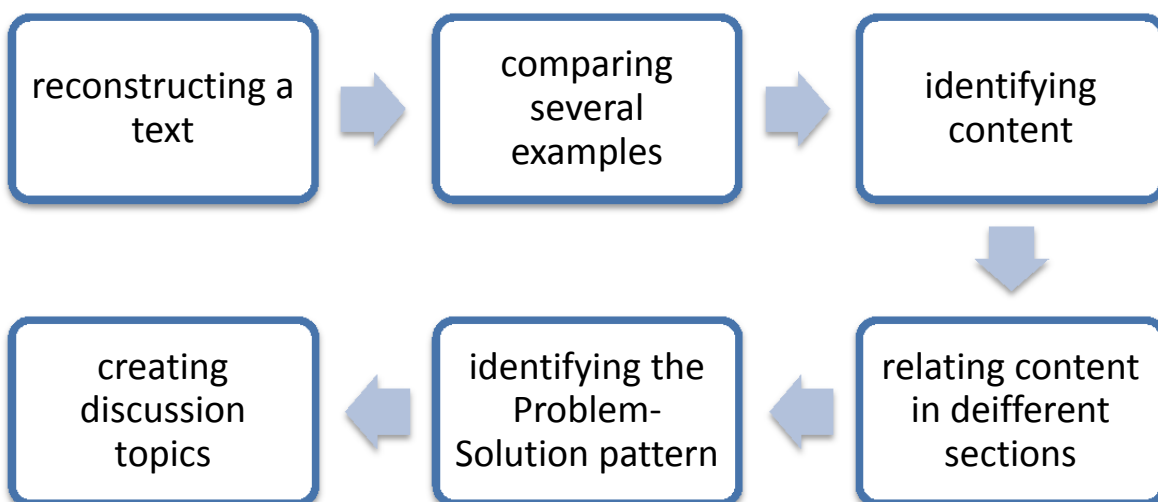 reconstructing a
text
comparing
several
examples
identifying
content
relating content
in deifferent
sections
identifying the
Problem-
Solution pattern
creating
discussion
topics